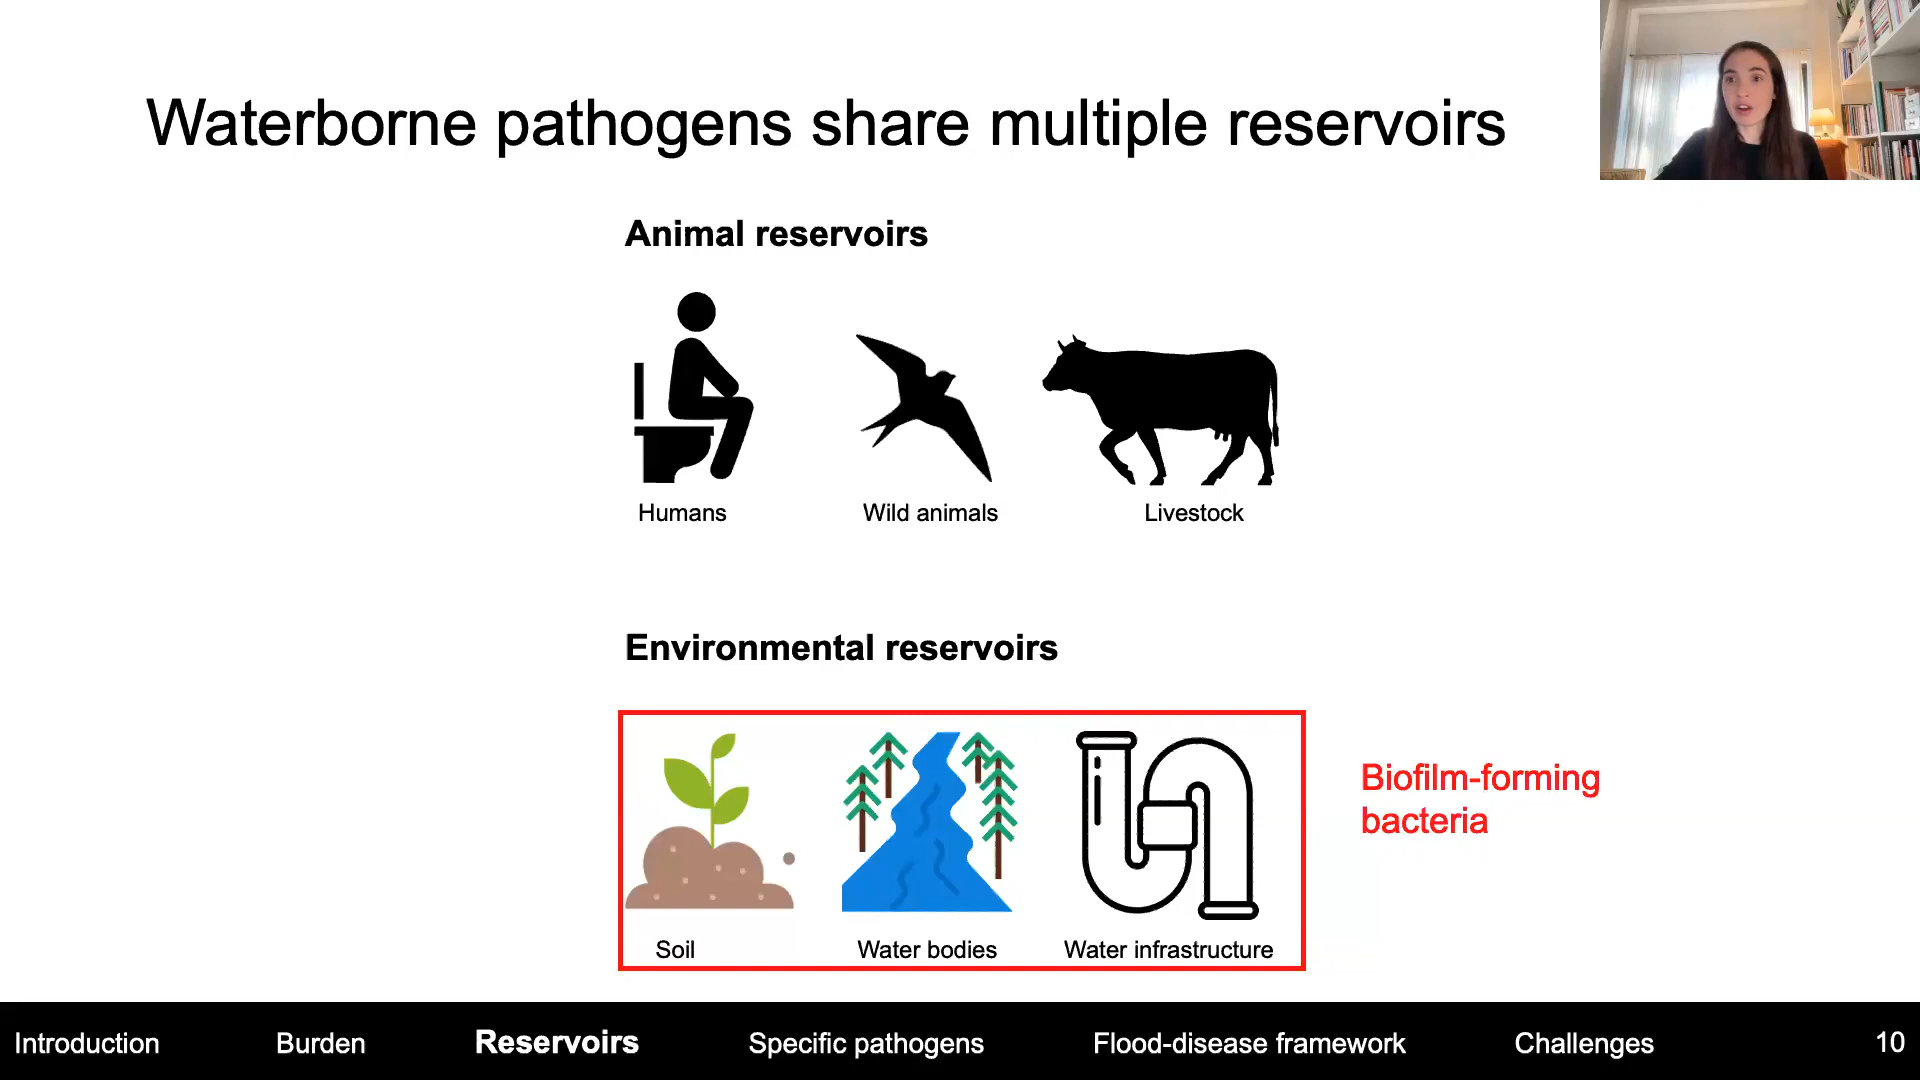 Waterborne pathogens share multiple reservoirs
Animal reservoirs
Humans
Wild animals
Livestock
Environmental reservoirs
Biofilm-forming
bacteria
Soil
Water bodies
Water infrastructure
Introduction
Burden
Reservoirs
Specific pathogens
Flood-disease framework
Challenges
10